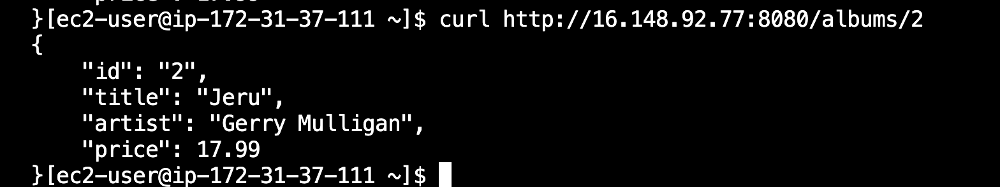 }[ec2-user@ip-172-31-37-111 ~]$ curl http://16.148.92.77:8080/albums/2
{
    "id": "2",
    "title": "Jeru",
    "artist": "Gerry Mulligan",
    "price": 17.99
}[ec2-user@ip-172-31-37-111 ~]$